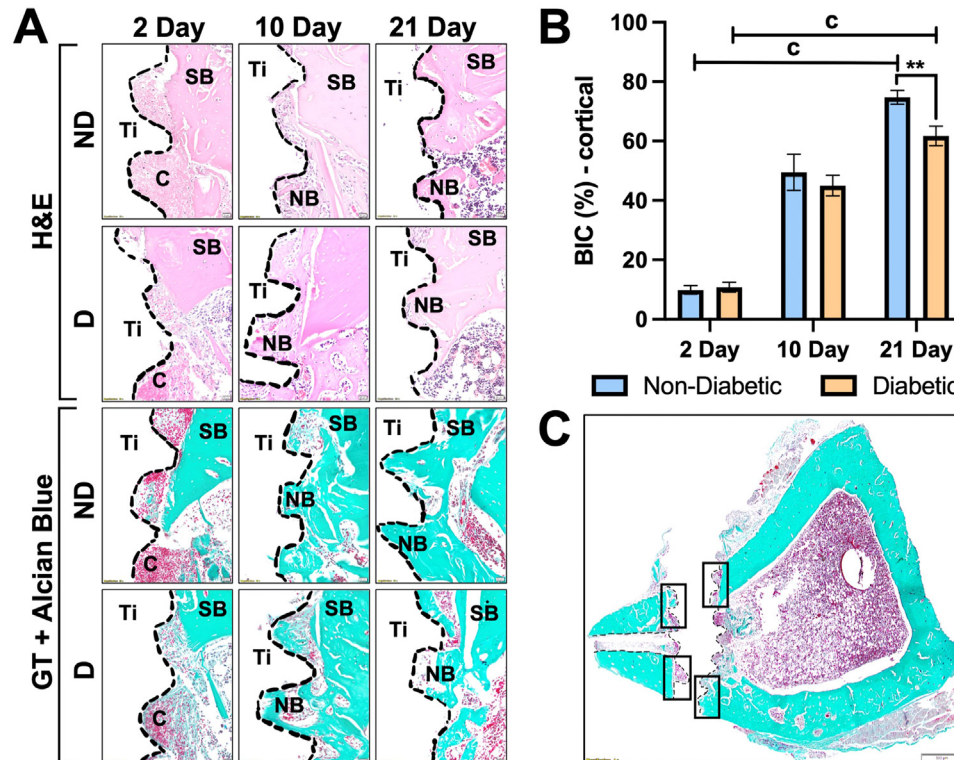 A
2 Day 10 Day 21 Day
H&E
ND
Ti SB C
Ti SB NB
Ti SB NB
D
Ti SB C
Ti SB NB
Ti SB NB
GT + Alcian Blue
ND
Ti SB C
Ti SB NB
Ti SB NB
D
Ti SB C
Ti SB NB
Ti SB NB
B
BIC (%) - cortical
100
80
60
40
20
0
c
c
**
2 Day 10 Day 21 Day
Non-Diabetic Diabetic
C